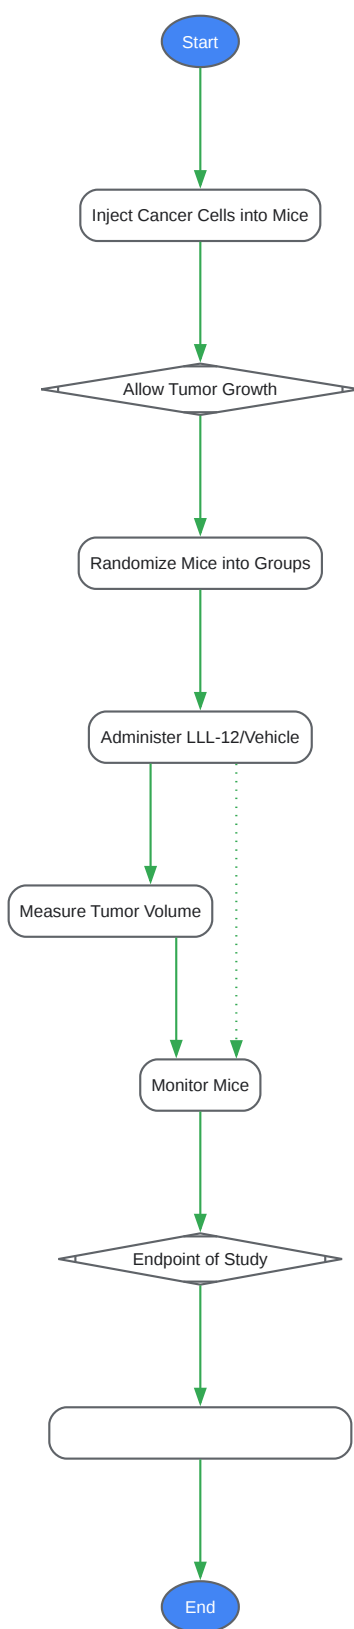 Start
Inject Cancer Cells into Mice
Allow Tumor Growth
Randomize Mice into Groups
Administer LLL-12/Vehicle
Measure Tumor Volume
Monitor Mice
Endpoint of Study
End